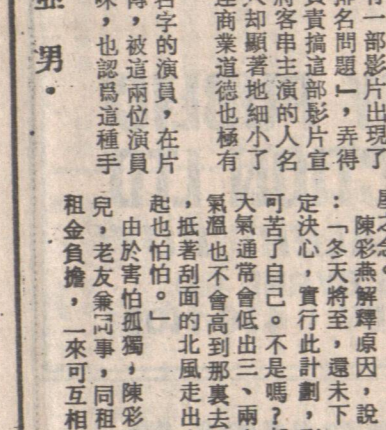 一部影片出現了
排名問題」，弄得
責搞這部影片宣
將客串主演的人名
却顯著地細小了
連商業道德也極有
名字的演員，在片
，被這兩位演員
，也認爲這種手
男。
陳彩燕解釋原因，說
：「冬天將至，還未下
定決心，實行此計劃，
可苦了自己。不是嗎？
大氣通常會低出三、兩
氣溫也不會高到那裏去
，抵著刮面的北風走出
起也怕怕。」
由於害怕孤獨，陳彩
兒，老友兼同事，同租
租金負擔，一來可互相